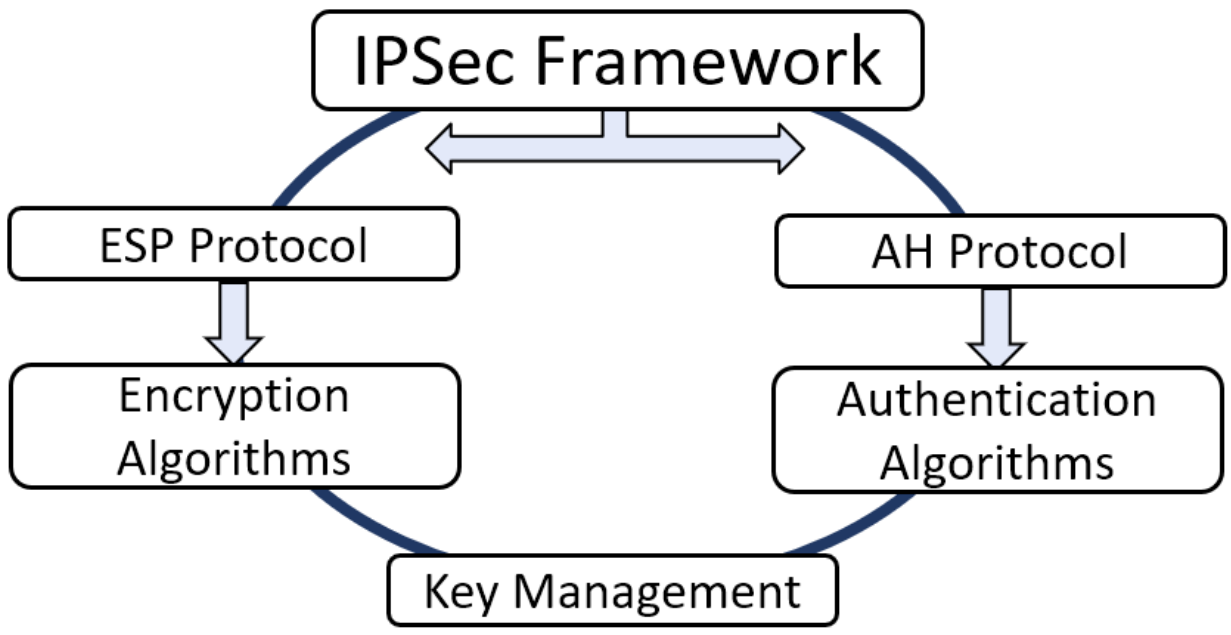 IPSec Framework
ESP Protocol
AH Protocol
Encryption
Algorithms
Authentication
Algorithms
Key Management